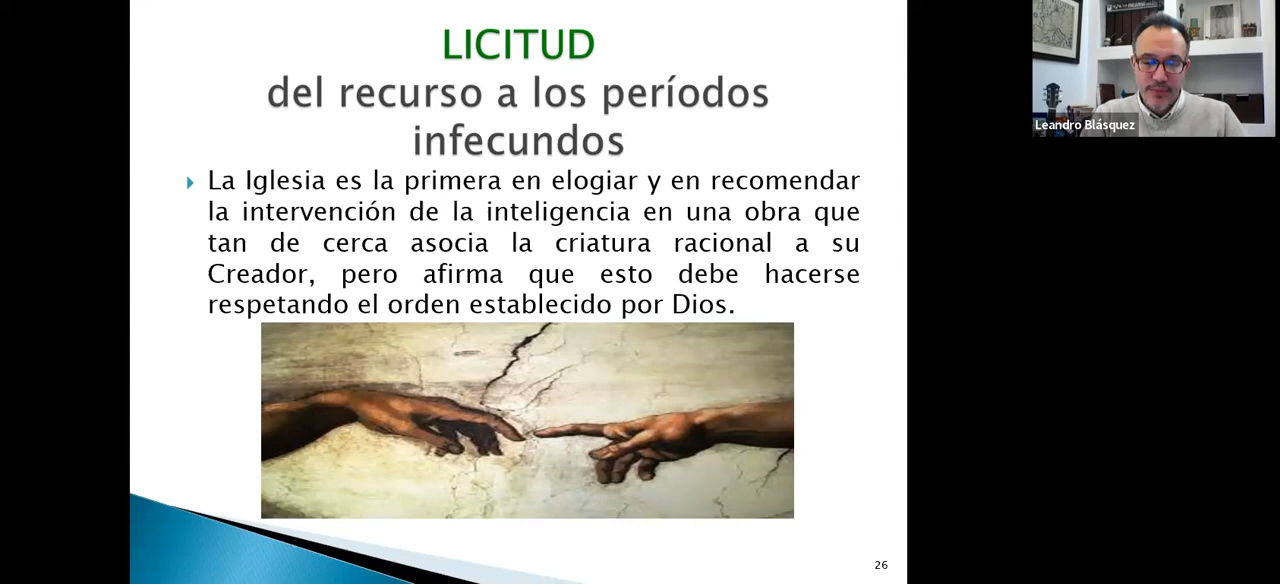 LICITUD
del recurso a los períodos
infecundos
La Iglesia es la primera en elogiar y en recomendar
la intervención de la inteligencia en una obra que
tan de cerca asocia la criatura racional a su
Creador, pero afirma que esto debe hacerse
respetando el orden establecido por Dios.
26
Leandro Blásquez